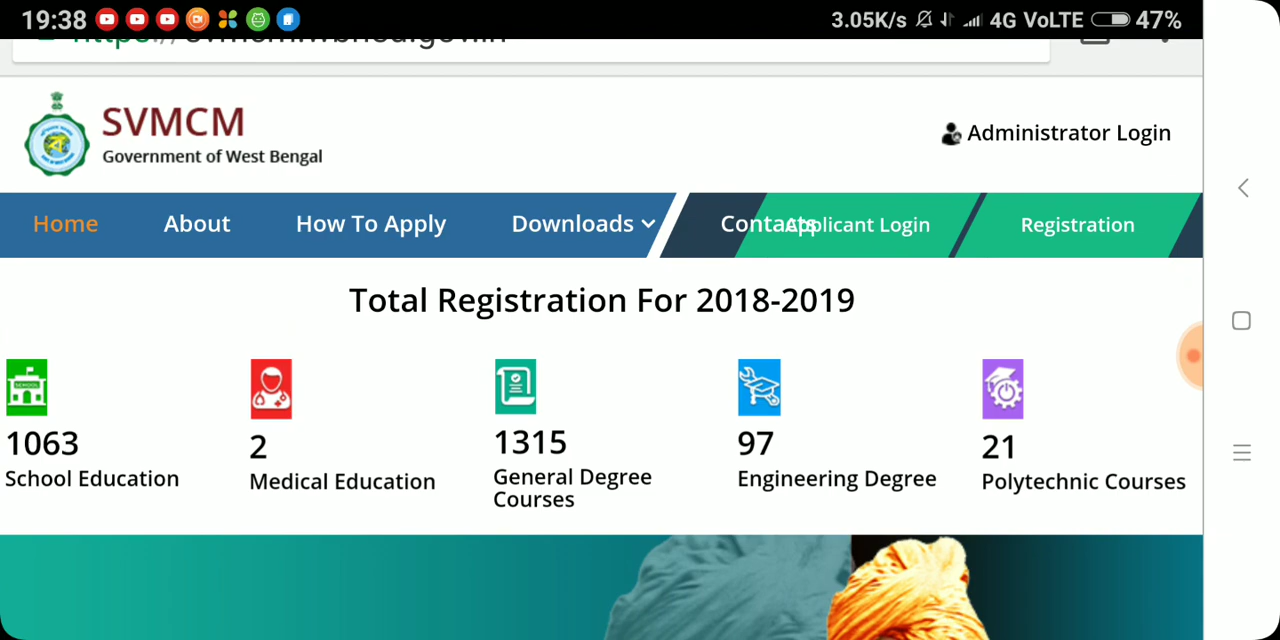 19:38 3.05K/s 4G VoLTE 47%
SVMCM
Government of West Bengal
Administrator Login
Home About How To Apply Downloads Contacts Applicant Login Registration
Total Registration For 2018-2019
1063 2 1315 97 21
School Education Medical Education General Degree Courses Engineering Degree Polytechnic Courses